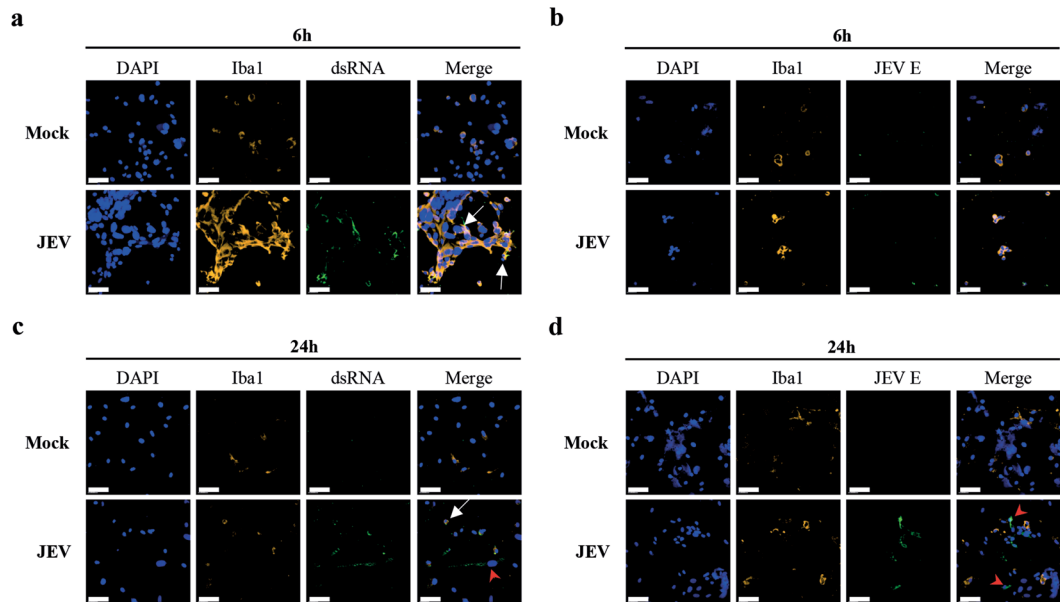 a
6h
DAPI Iba1 dsRNA Merge
Mock
JEV
b
6h
DAPI Iba1 JEV E Merge
Mock
JEV
c
24h
DAPI Iba1 dsRNA Merge
Mock
JEV
d
24h
DAPI Iba1 JEV E Merge
Mock
JEV